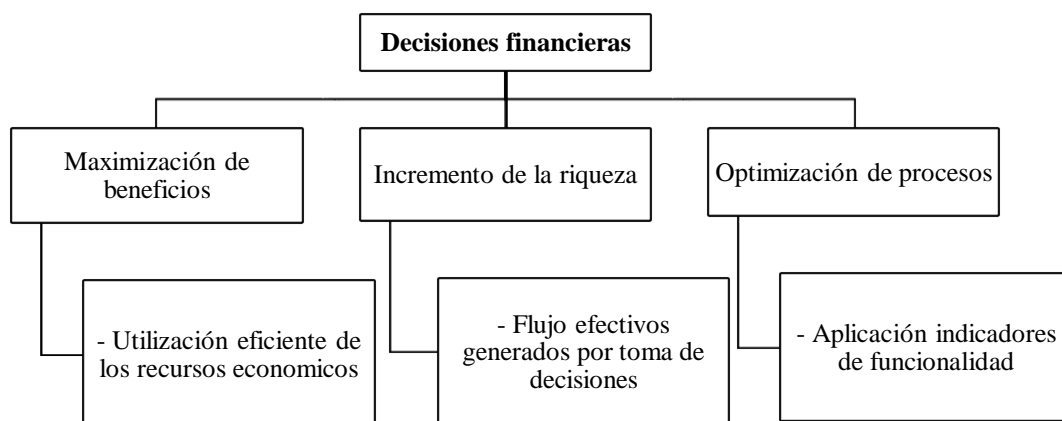 Decisiones financieras
Maximización de
beneficios
Incremento de la riqueza
Optimización de procesos
- Utilización eficiente de
los recursos economicos
- Flujo efectivos
generados por toma de
decisiones
- Aplicación indicadores
de funcionalidad